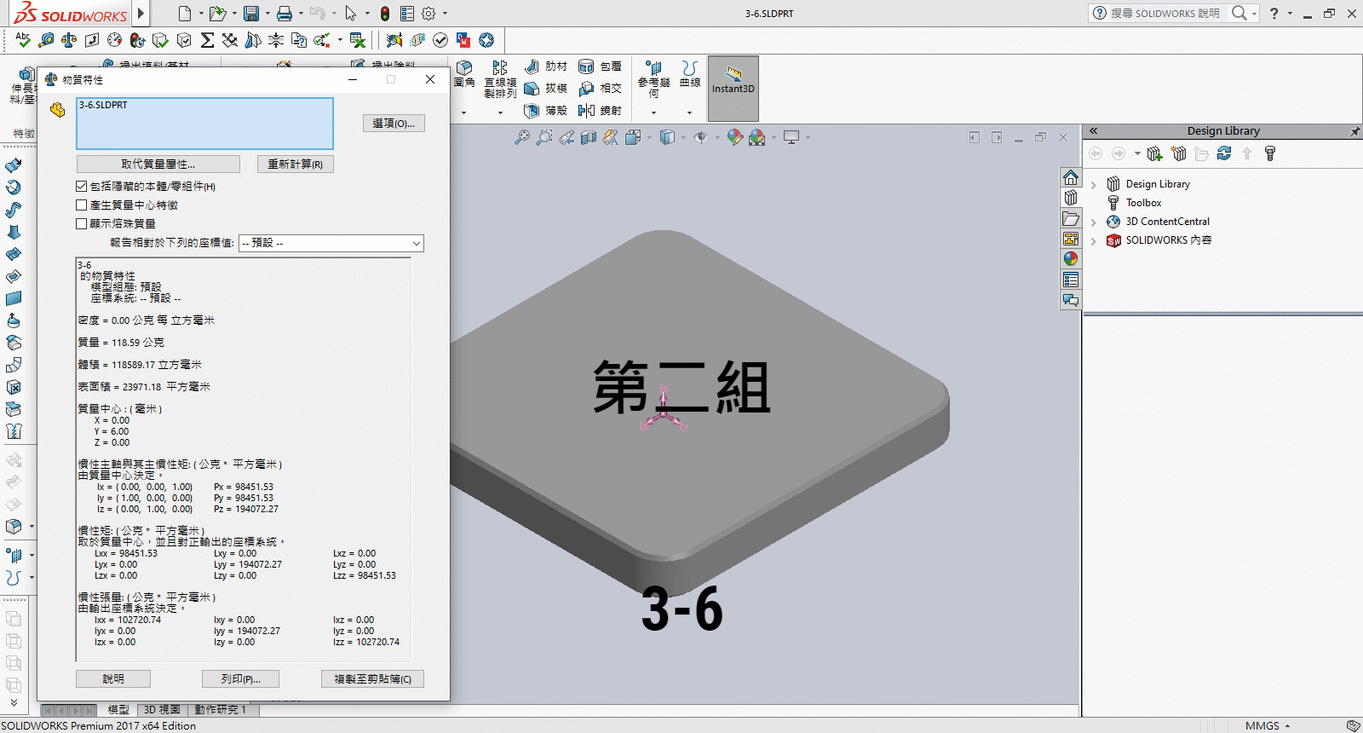 SOLIDWORKS
3-6.SLDPRT
搜尋 SOLIDWORKS 說明
掃出填料/基材
掃出除料
伸長填
料/基
圓角
直線複
製排列
肋材
拔模
薄殼
包覆
相交
鏡射
參考幾
何
曲線
Instant3D
特徵
物質特性
3-6.SLDPRT
選項(O)...
取代質量屬性...
重新計算(R)
包括隱藏的本體/零組件(H)
產生質量中心特徵
顯示熔珠質量
報告相對於下列的座標值: -- 預設 --
3-6
的物質特性
模型組態: 預設
座標系統: -- 預設 --
密度 = 0.00 公克 每 立方毫米
質量 = 118.59 公克
體積 = 118589.17 立方毫米
表面積 = 23971.18 平方毫米
質量中心 : ( 毫米 )
X = 0.00
Y = 6.00
Z = 0.00
慣性主軸與其主慣性矩: ( 公克 * 平方毫米 )
由質量中心決定。
Ix = ( 0.00, 0.00, 1.00) Px = 98451.53
Iy = ( 1.00, 0.00, 0.00) Py = 98451.53
Iz = ( 0.00, 1.00, 0.00) Pz = 194072.27
慣性矩: ( 公克 * 平方毫米 )
取於質量中心，並且對正輸出的座標系統。
Lxx = 98451.53 Lxy = 0.00 Lxz = 0.00
Lyx = 0.00 Lyy = 194072.27 Lyz = 0.00
Lzx = 0.00 Lzy = 0.00 Lzz = 98451.53
慣性張量: ( 公克 * 平方毫米 )
由輸出座標系統決定。
Ixx = 102720.74 Ixy = 0.00 Ixz = 0.00
Iyx = 0.00 Iyy = 194072.27 Iyz = 0.00
Izx = 0.00 Izy = 0.00 Izz = 102720.74
說明
列印(P)...
複製至剪貼簿(C)
第二組
3-6
Design Library
Design Library
Toolbox
3D ContentCentral
SOLIDWORKS 內容
模型
3D 視圖
動作研究 1
SOLIDWORKS Premium 2017 x64 Edition
MMGS